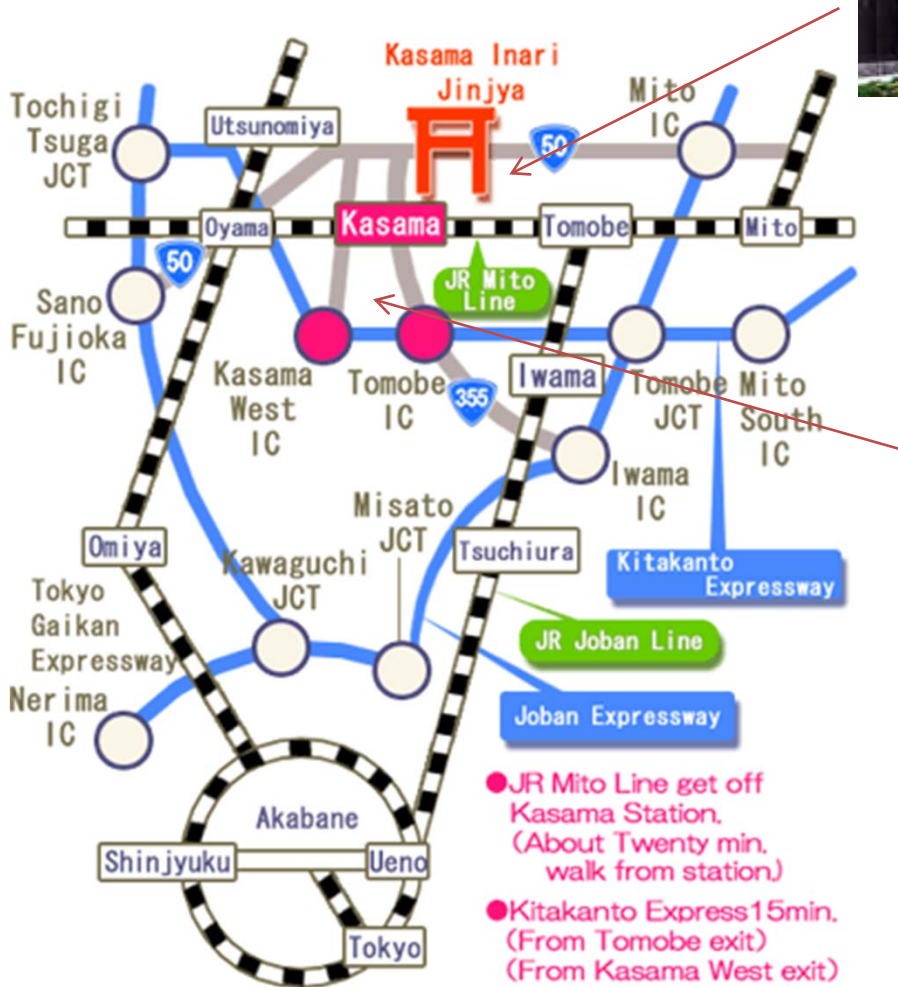 Kasama Inari
Jinjya
Mito
IC
Tochigi
Tsuga
JCT
Utsunomiya
50
Oyama
Kasama
Tomobe
Mito
50
JR Mito
Line
Sano
Fujioka
IC
Kasama
West
IC
Tomobe
IC
355
Iwama
Tomobe
JCT
Mito
South
IC
Iwama
IC
Misato
JCT
Omiya
Kawaguchi
JCT
Tsuchiura
Kitakanto
Expressway
Tokyo
Gaikan
Expressway
JR Joban Line
Nerima
IC
Joban Expressway
Akabane
Shinjyuku
Ueno
Tokyo
●JR Mito Line get off
Kasama Station.
(About Twenty min.
walk from station.)
●Kitakanto Express15min.
(From Tomobe exit)
(From Kasama West exit)